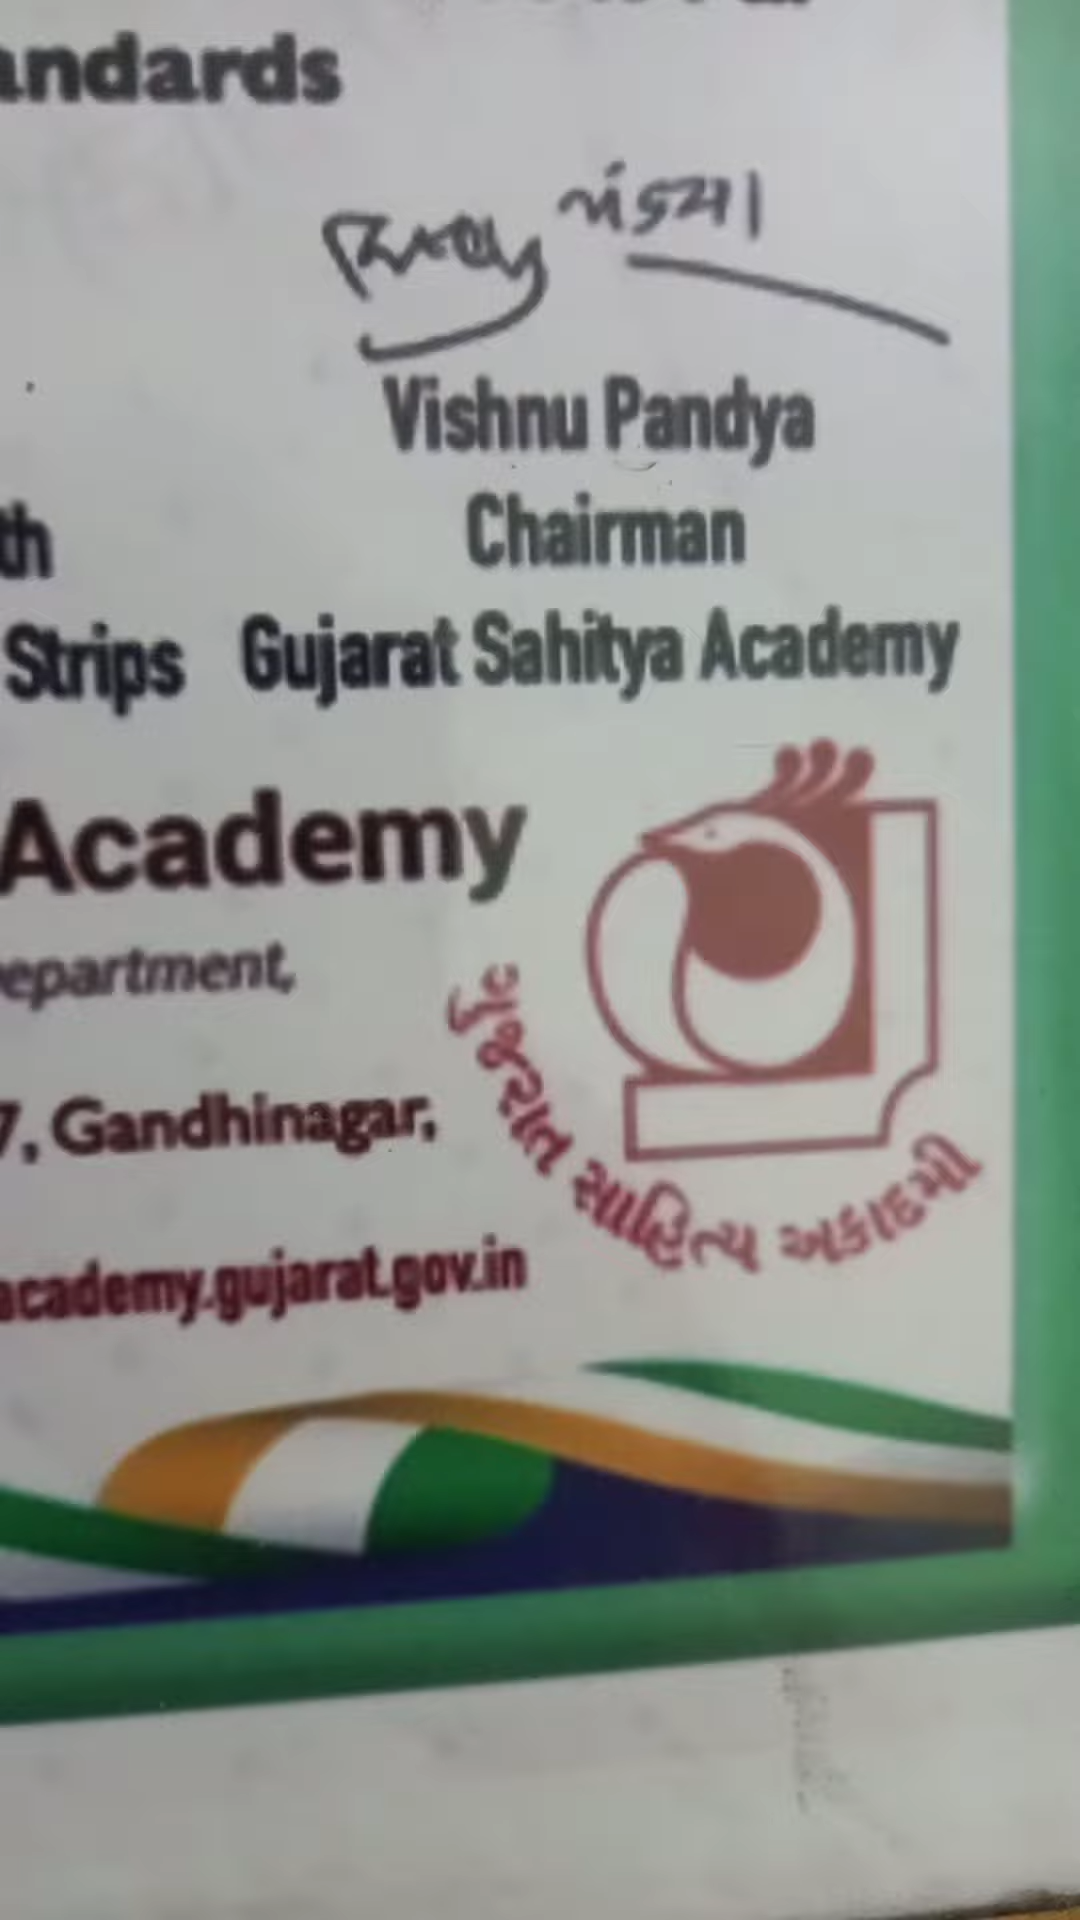 andards
વિષ્ણુ પંડ્યા
Vishnu Pandya
Chairman
th
Strips Gujarat Sahitya Academy
Academy
epartment,
7, Gandhinagar,
academy.gujarat.gov.in
ગુજરાત સાહિત્ય અકાદમી